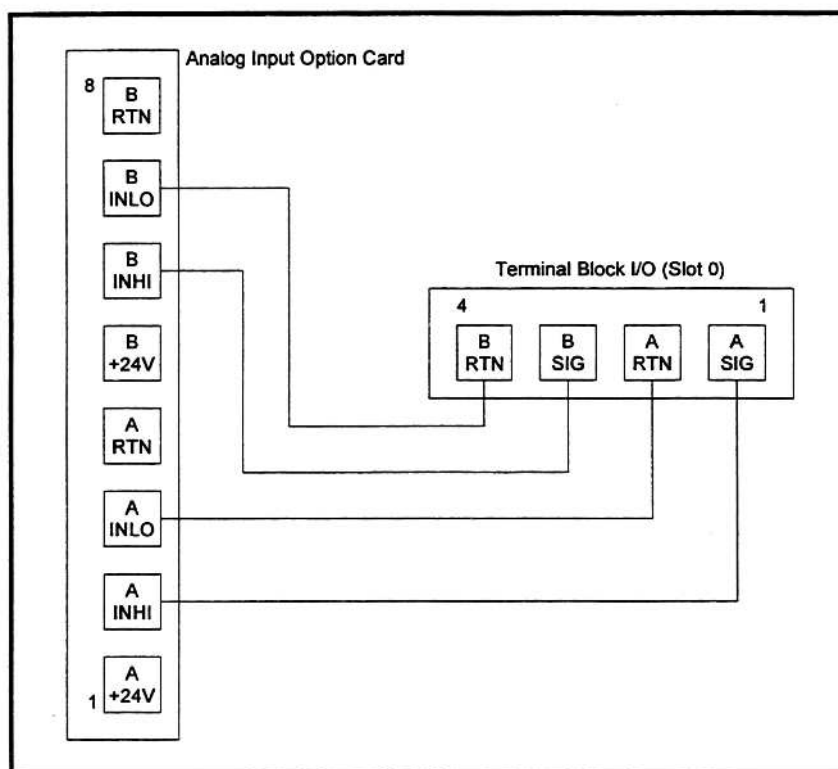 Analog Input Option Card
8
B
RTN
B
INLO
B
INHI
B
+24V
A
RTN
A
INLO
A
INHI
A
+24V
1
Terminal Block I/O (Slot 0)
4
1
B
RTN
B
SIG
A
RTN
A
SIG